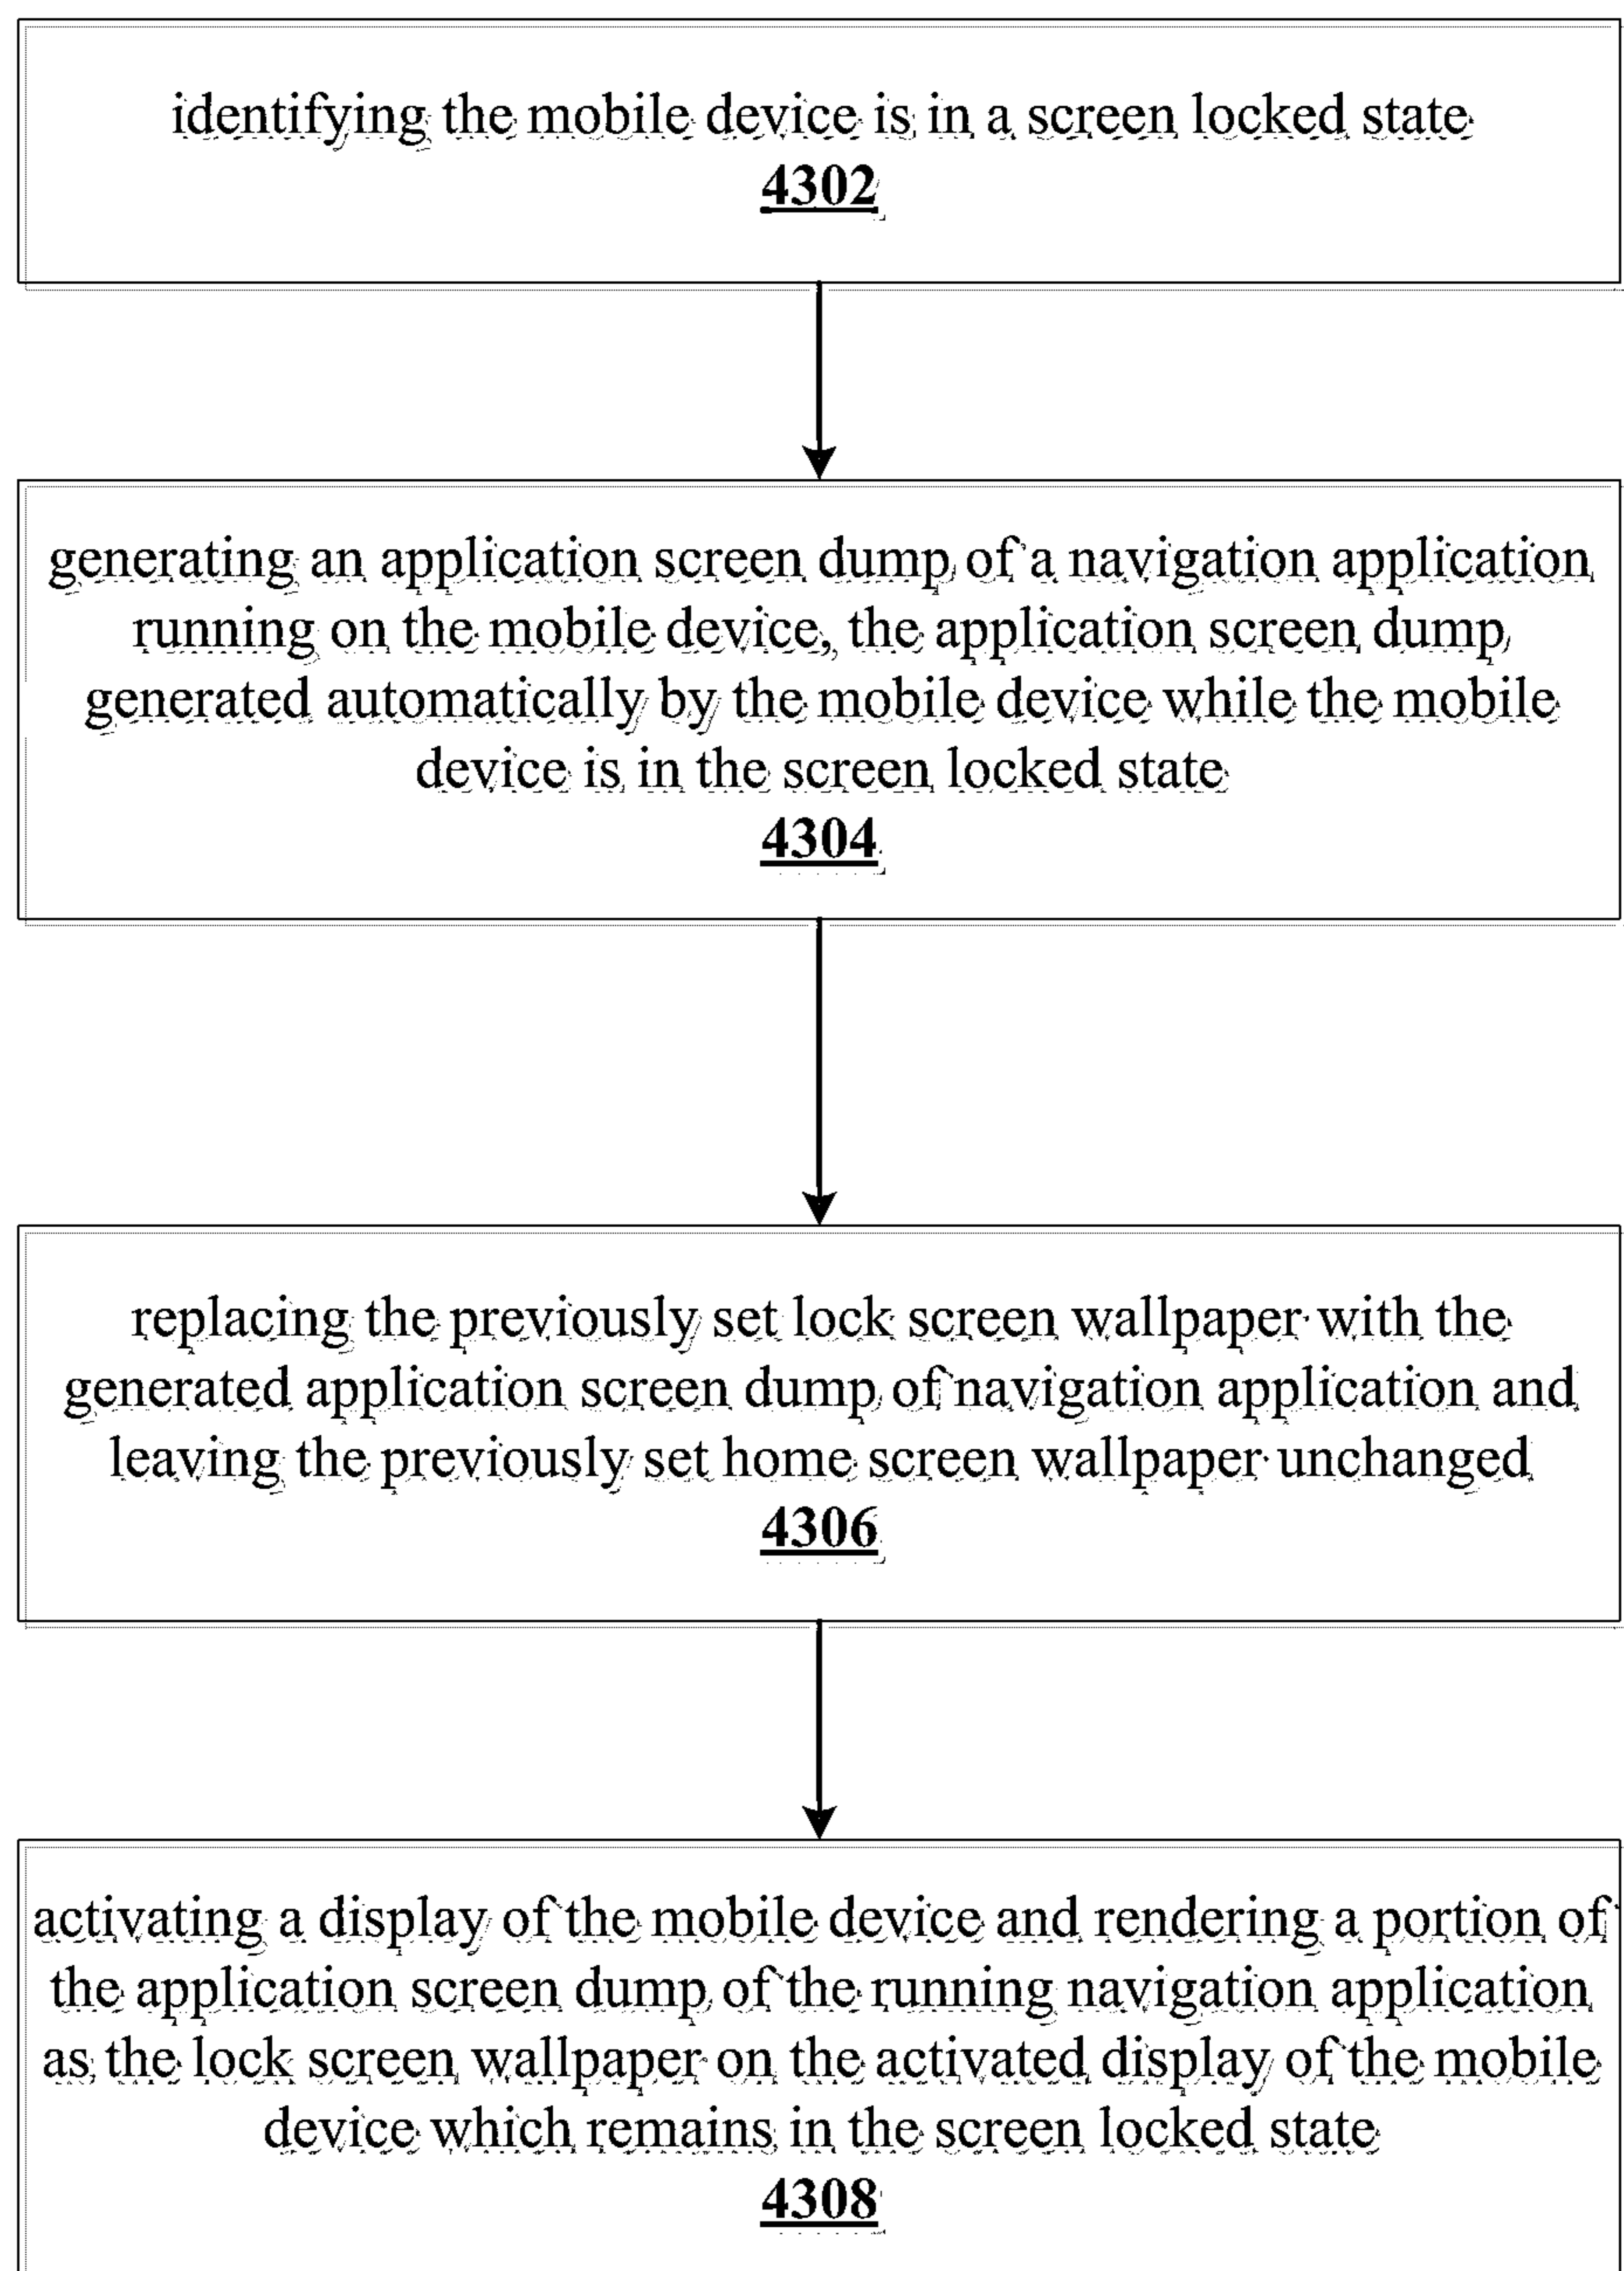 identifying the mobile device is in a screen locked state
4302
generating an application screen dump of a navigation application
running on the mobile device, the application screen dump
generated automatically by the mobile device while the mobile
device is in the screen locked state
4304
replacing the previously set lock screen wallpaper with the
generated application screen dump of navigation application and
leaving the previously set home screen wallpaper unchanged
4306
activating a display of the mobile device and rendering a portion of
the application screen dump of the running navigation application
as the lock screen wallpaper on the activated display of the mobile
device which remains in the screen locked state
4308